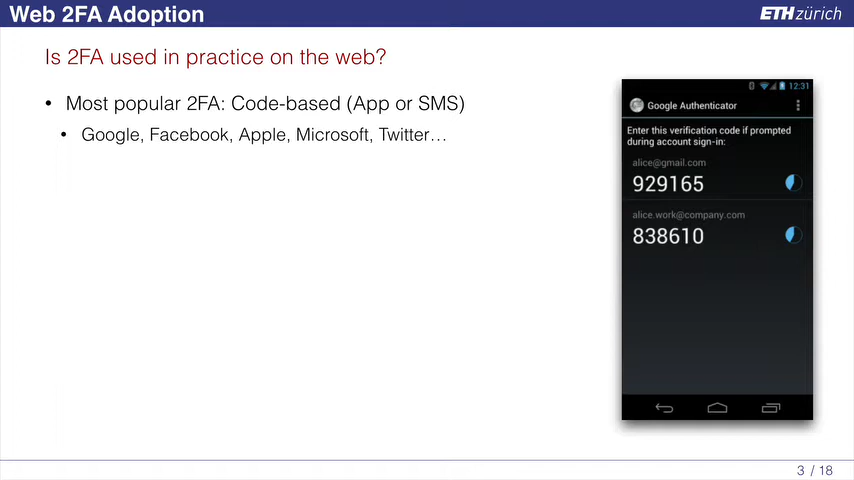 Web 2FA Adoption
ETH zürich
Is 2FA used in practice on the web?
• Most popular 2FA: Code-based (App or SMS)
• Google, Facebook, Apple, Microsoft, Twitter…
12:31
Google Authenticator
Enter this verification code if prompted
during account sign-in:
alice@gmail.com
929165
alice.work@company.com
838610
3 / 18